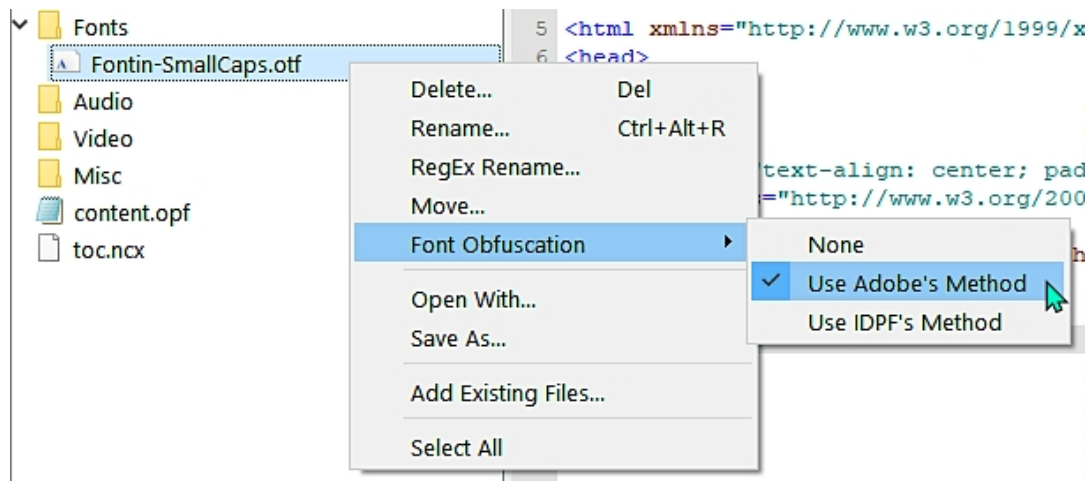 Fonts
Fontin-SmallCaps.otf
Audio
Video
Misc
content.opf
toc.ncx
5 <html xmlns="http://www.w3.org/1999/x
6 <head>
text-align: center; pad
="http://www.w3.org/200
h
Delete... Del
Rename... Ctrl+Alt+R
RegEx Rename...
Move...
Font Obfuscation
Open With...
Save As...
Add Existing Files...
Select All
None
Use Adobe's Method
Use IDPF's Method